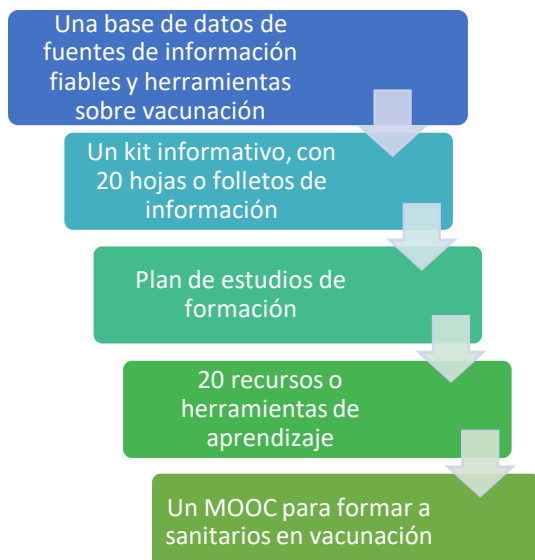 Una base de datos de
fuentes de información
fiables y herramientas
sobre vacunación
Un kit informativo, con
20 hojas o folletos de
información
Plan de estudios de
formación
20 recursos o
herramientas de
aprendizaje
Un MOOC para formar a
sanitarios en vacunación